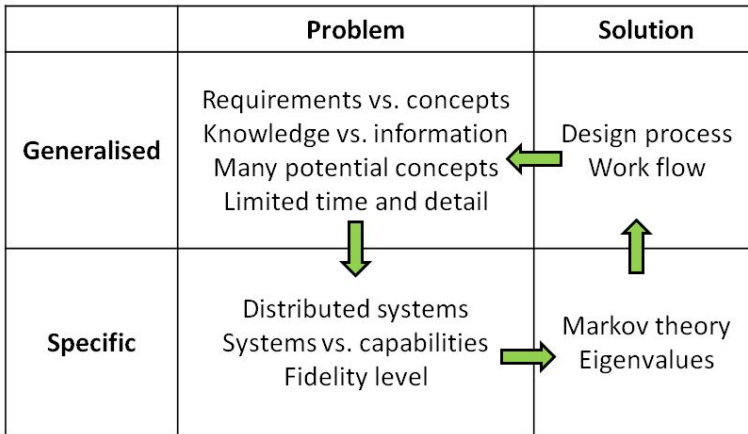 Problem
Solution
Generalised
Requirements vs. concepts
Knowledge vs. information
Many potential concepts
Limited time and detail
Design process
Work flow
Specific
Distributed systems
Systems vs. capabilities
Fidelity level
Markov theory
Eigenvalues